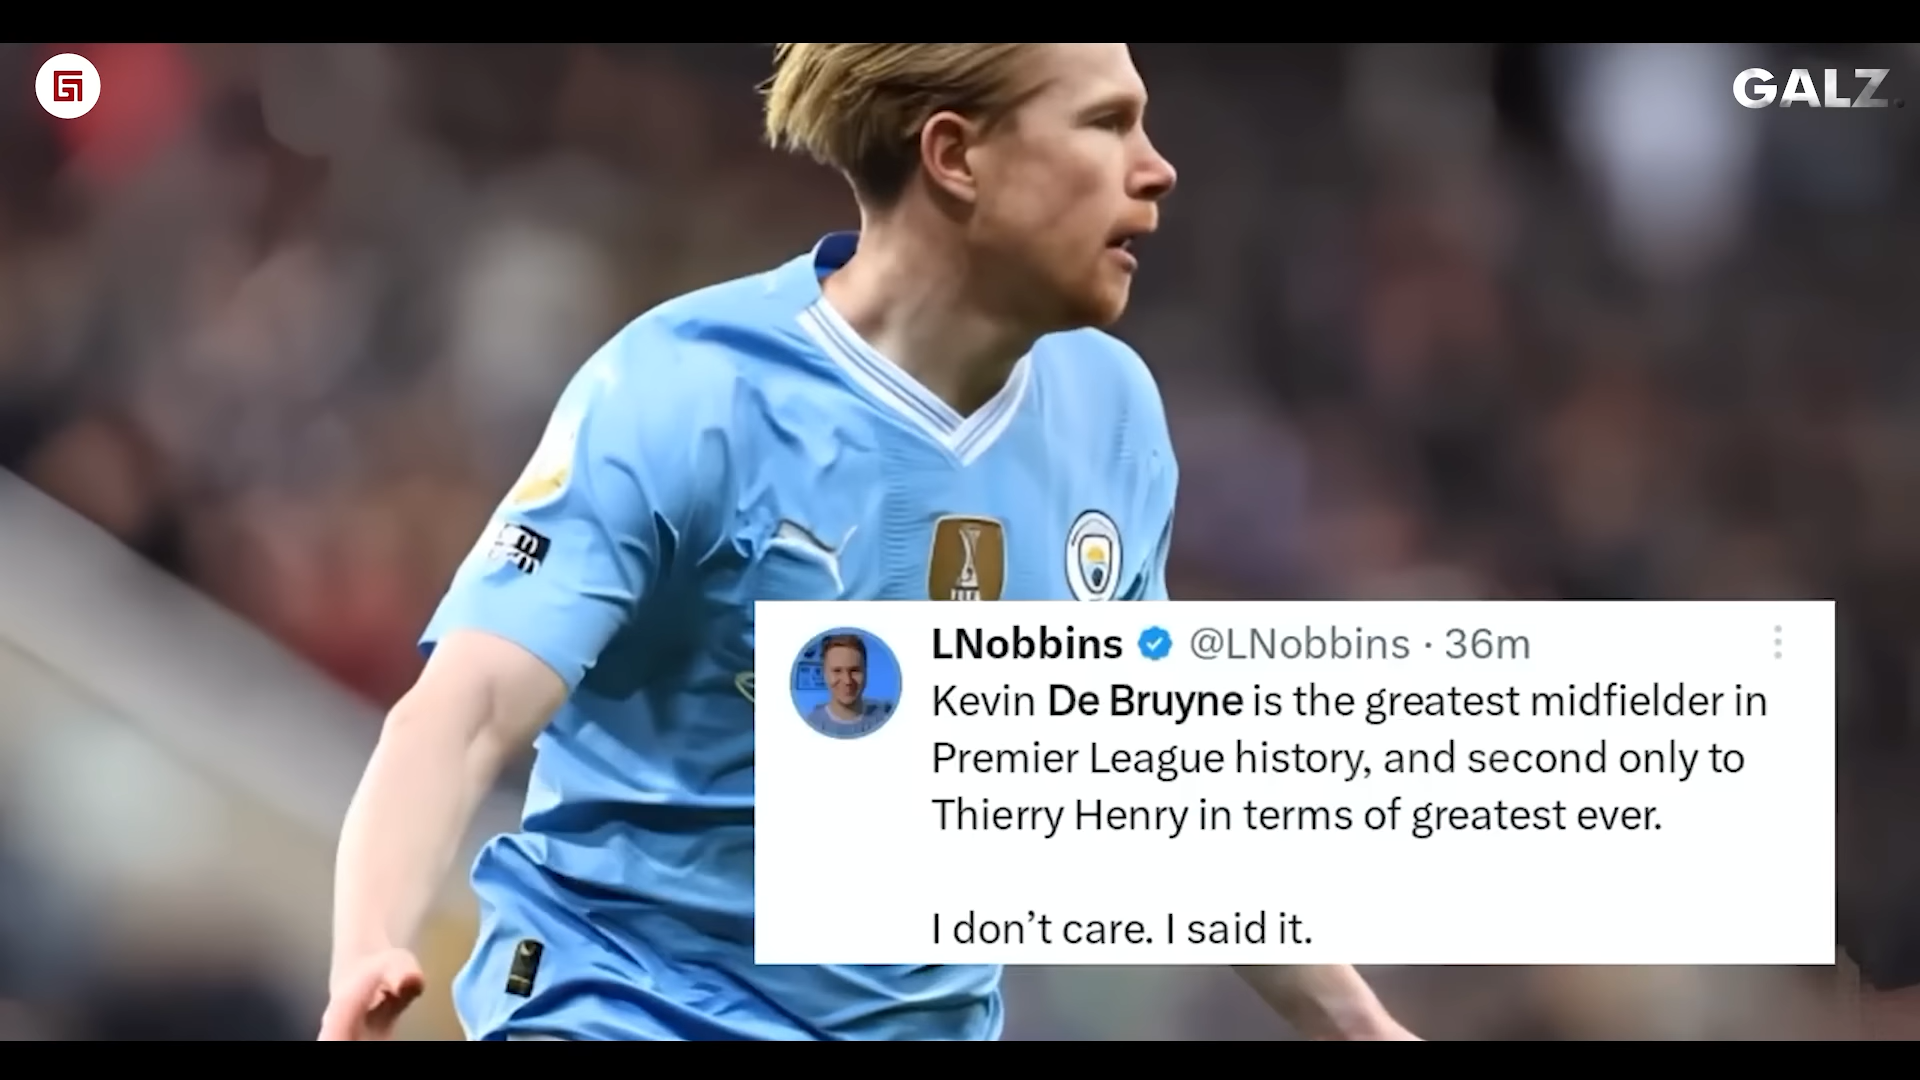 GALZ.
LNobbins @LNobbins · 36m
Kevin De Bruyne is the greatest midfielder in
Premier League history, and second only to
Thierry Henry in terms of greatest ever.
I don’t care. I said it.
FIFA